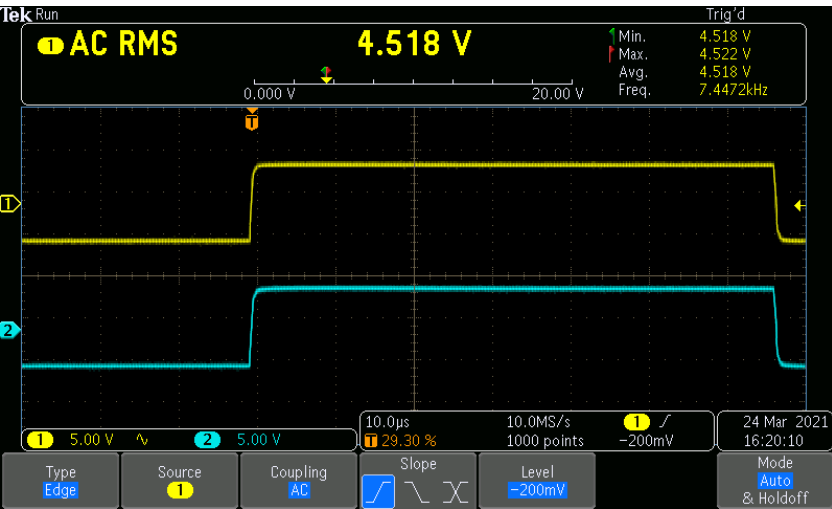 Tek Run Trig'd
1 AC RMS 4.518 V
Min. 4.518 V
Max. 4.522 V
Avg. 4.518 V
Freq. 7.4472kHz
0.000 V 20.00 V
T
1
2
1 5.00 V 2 5.00 V
10.0µs 10.0MS/s 1
T 29.30 % 1000 points -200mV
24 Mar 2021
16:20:10
Type
Edge
Source
1
Coupling
AC
Slope
Level
-200mV
Mode
Auto
& Holdoff